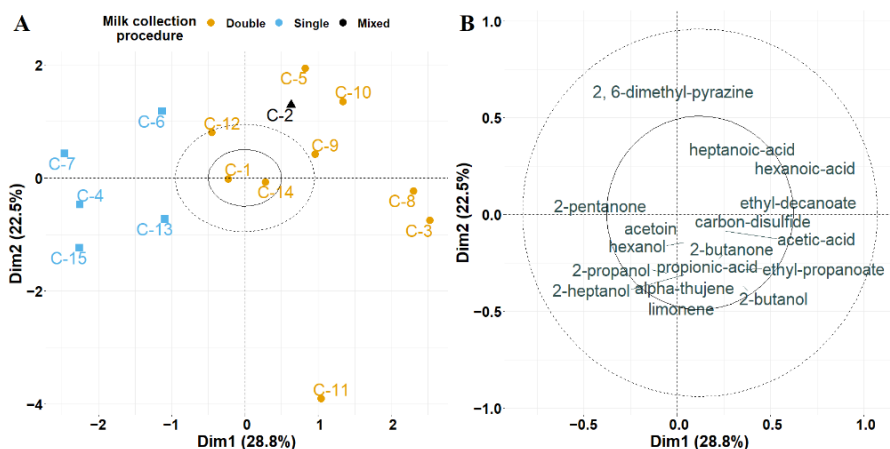 A
Milk collection procedure
Double
Single
Mixed
C-5
C-10
C-6
C-2
C-12
C-9
C-7
C-1
C-14
C-4
C-8
C-13
C-3
C-15
C-11
2
0
−2
−4
−2
−1
0
1
2
Dim2 (22.5%)
Dim1 (28.8%)
B
1.0
0.5
0.0
−0.5
−1.0
2, 6-dimethyl-pyrazine
heptanoic-acid
hexanoic-acid
2-pentanone
ethyl-decanoate
acetoin
carbon-disulfide
hexanol
2-butanone
acetic-acid
2-propanol
propionic-acid
ethyl-propanoate
2-heptanol
alpha-thujene
limonene
2-butanol
−0.5
0.0
0.5
1.0
Dim2 (22.5%)
Dim1 (28.8%)